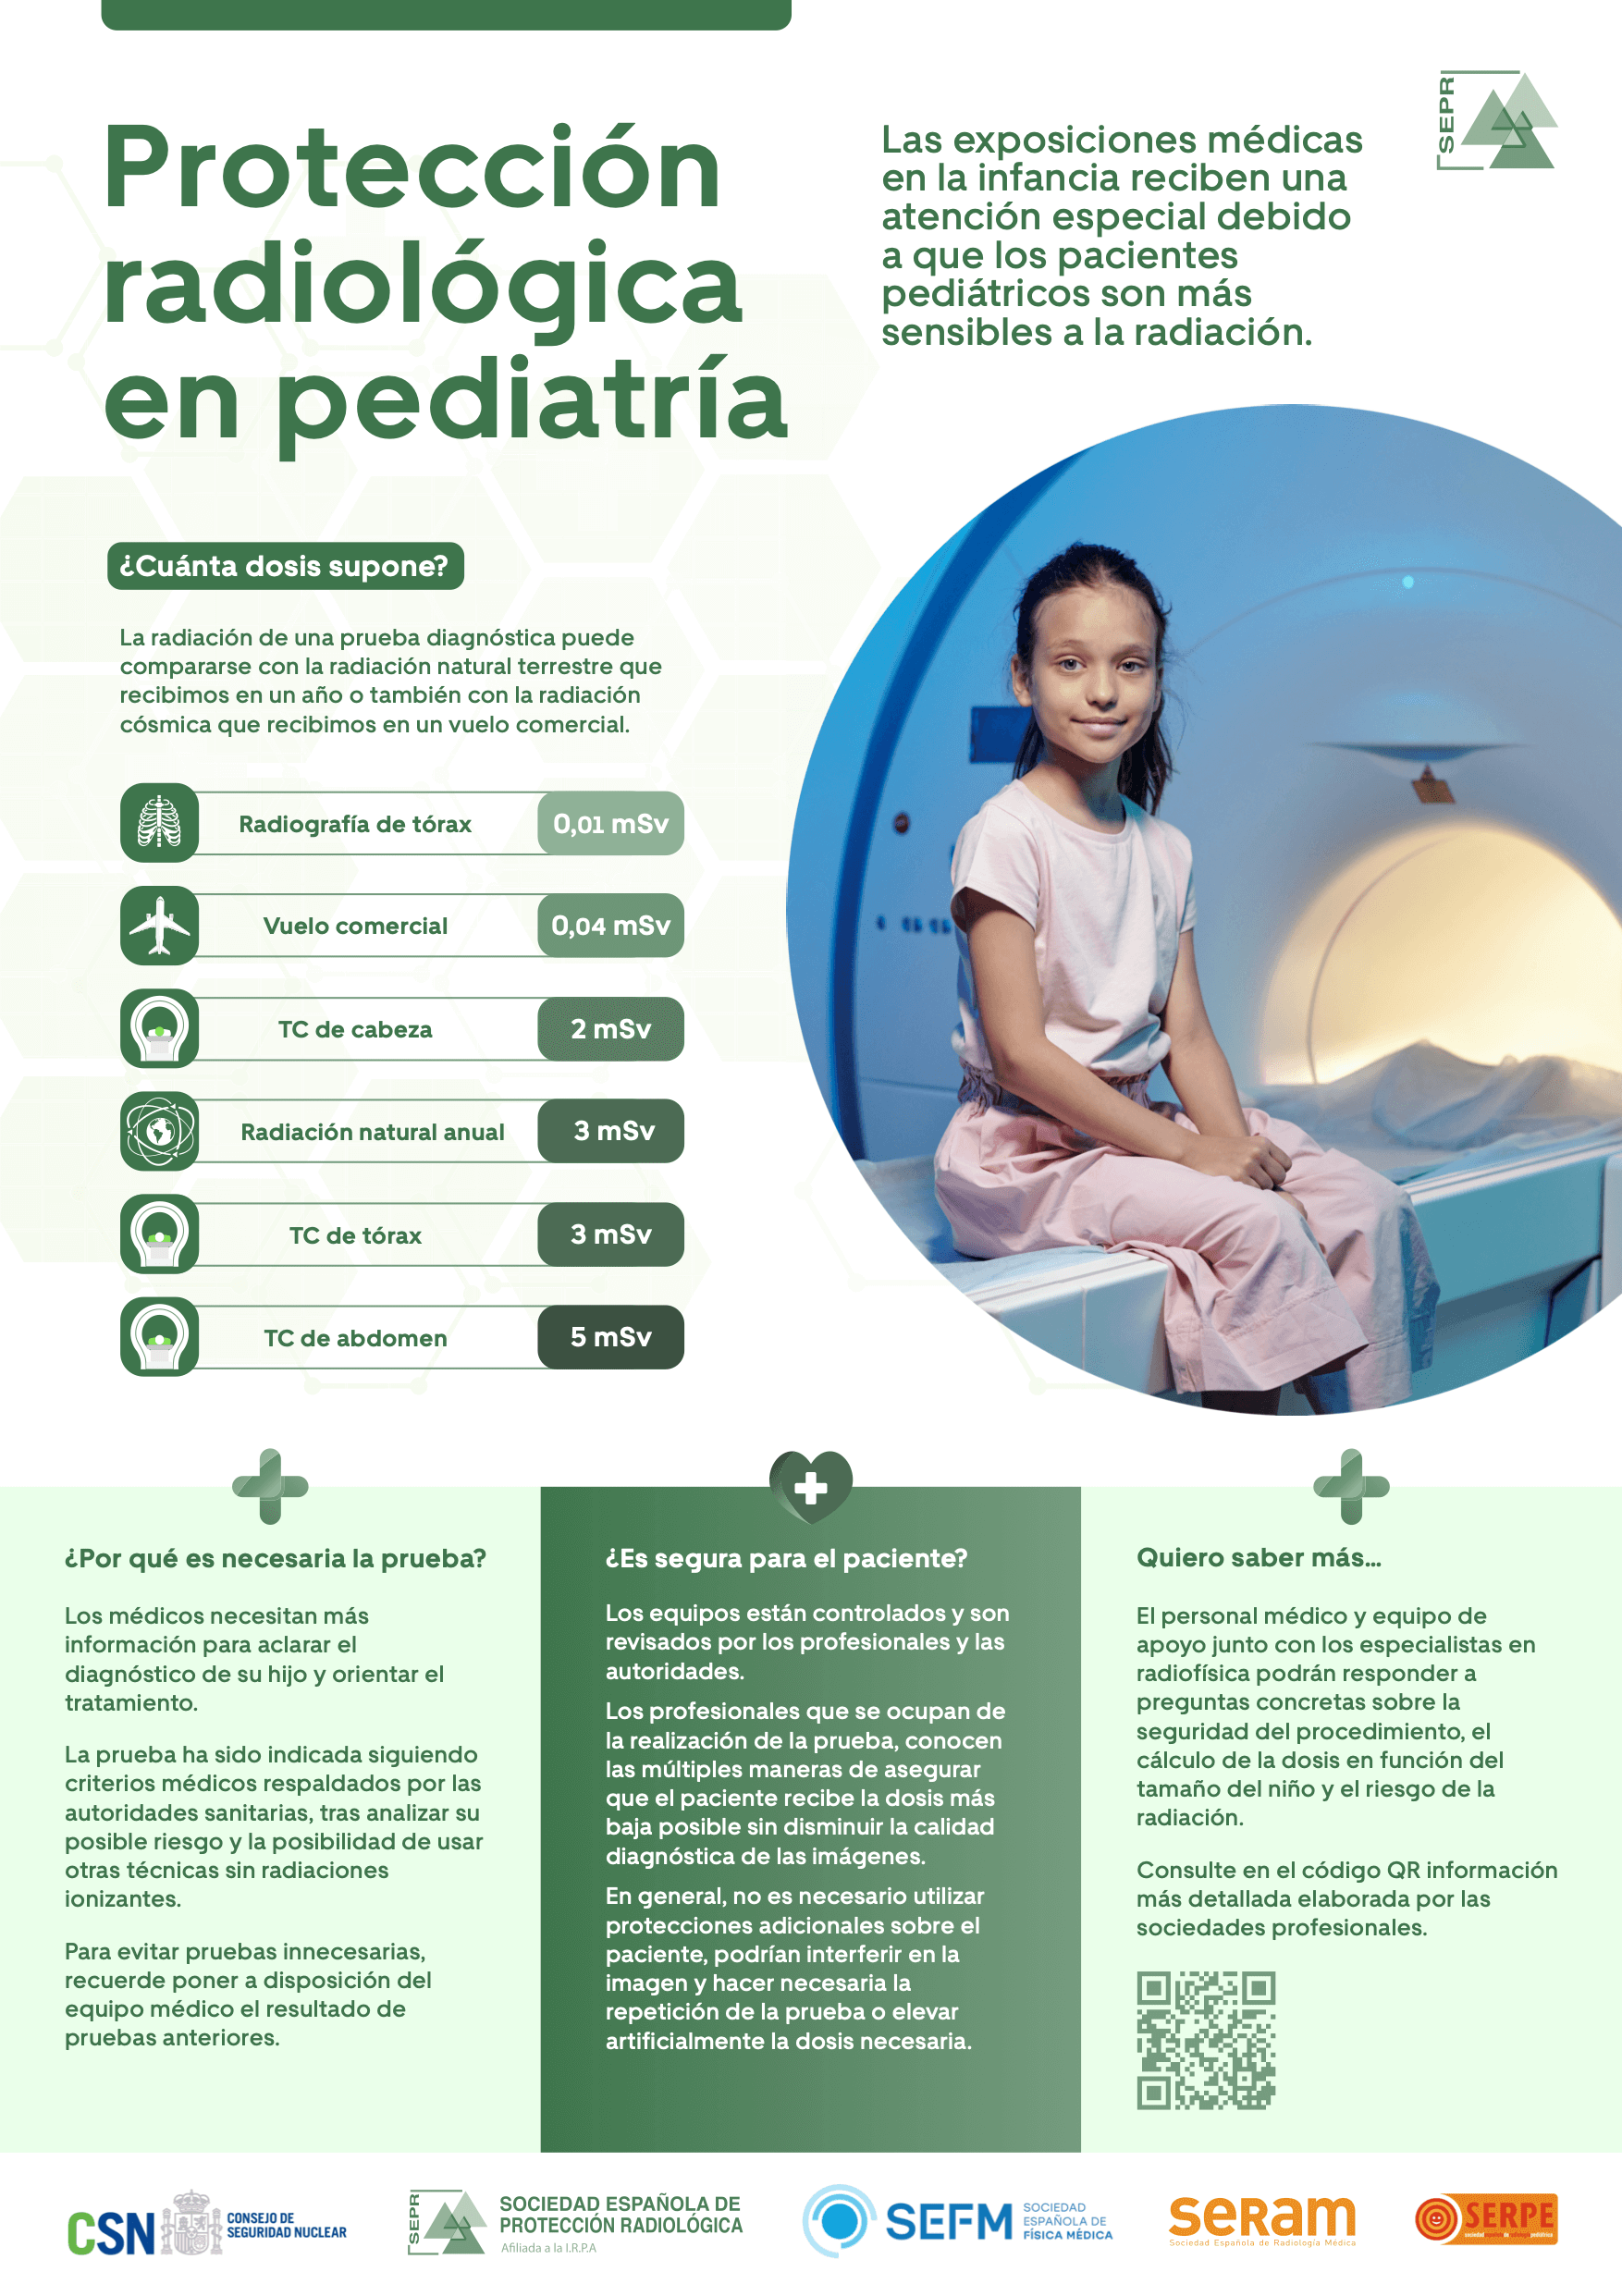 Protección
radiológica
en pediatría
Las exposiciones médicas
en la infancia reciben una
atención especial debido
a que los pacientes
pediátricos son más
sensibles a la radiación.
SEPR
¿Cuánta dosis supone?
La radiación de una prueba diagnóstica puede
compararse con la radiación natural terrestre que
recibimos en un año o también con la radiación
cósmica que recibimos en un vuelo comercial.
Radiografía de tórax 0,01 mSv
Vuelo comercial 0,04 mSv
TC de cabeza 2 mSv
Radiación natural anual 3 mSv
TC de tórax 3 mSv
TC de abdomen 5 mSv
¿Por qué es necesaria la prueba?
Los médicos necesitan más
información para aclarar el
diagnóstico de su hijo y orientar el
tratamiento.
La prueba ha sido indicada siguiendo
criterios médicos respaldados por las
autoridades sanitarias, tras analizar su
posible riesgo y la posibilidad de usar
otras técnicas sin radiaciones
ionizantes.
Para evitar pruebas innecesarias,
recuerde poner a disposición del
equipo médico el resultado de
pruebas anteriores.
¿Es segura para el paciente?
Los equipos están controlados y son
revisados por los profesionales y las
autoridades.
Los profesionales que se ocupan de
la realización de la prueba, conocen
las múltiples maneras de asegurar
que el paciente recibe la dosis más
baja posible sin disminuir la calidad
diagnóstica de las imágenes.
En general, no es necesario utilizar
protecciones adicionales sobre el
paciente, podrían interferir en la
imagen y hacer necesaria la
repetición de la prueba o elevar
artificialmente la dosis necesaria.
Quiero saber más...
El personal médico y equipo de
apoyo junto con los especialistas en
radiofísica podrán responder a
preguntas concretas sobre la
seguridad del procedimiento, el
cálculo de la dosis en función del
tamaño del niño y el riesgo de la
radiación.
Consulte en el código QR información
más detallada elaborada por las
sociedades profesionales.
CSN
CONSEJO DE
SEGURIDAD NUCLEAR
SEPR
SOCIEDAD ESPAÑOLA DE
PROTECCIÓN RADIOLÓGICA
Afiliada a la I.R.P.A
SEFM
SOCIEDAD
ESPAÑOLA DE
FÍSICA MÉDICA
seRam
Sociedad Española de Radiología Médica
SERPE
sociedad española de radiología pediátrica